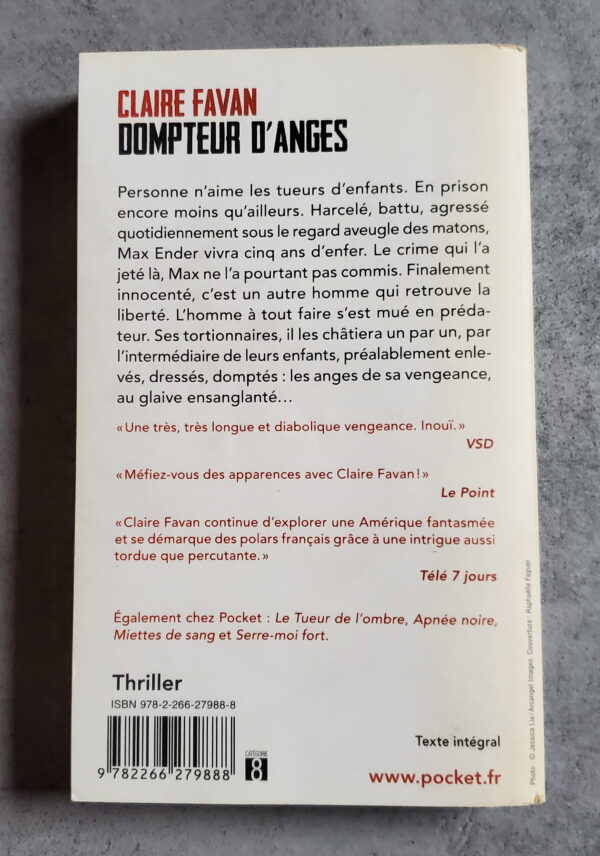 CLAIRE FAVAN
DOMPTEUR D'ANGES
Personne n'aime les tueurs d'enfants. En prison
encore moins qu'ailleurs. Harcelé, battu, agressé
quotidiennement sous le regard aveugle des matons,
Max Ender vivra cinq ans d'enfer. Le crime qui l'a
jeté là, Max ne l'a pourtant pas commis. Finalement
innocenté, c'est un autre homme qui retrouve la
liberté. L'homme à tout faire s'est mué en préda-
teur. Ses tortionnaires, il les châtiera un par un, par
l'intermédiaire de leurs enfants, préalablement enle-
vés, dressés, domptés : les anges de sa vengeance,
au glaive ensanglanté…
« Une très, très longue et diabolique vengeance. Inouï. »
VSD
« Méfiez-vous des apparences avec Claire Favan ! »
Le Point
« Claire Favan continue d'explorer une Amérique fantasmée
et se démarque des polars français grâce à une intrigue aussi
tordue que percutante. »
Télé 7 jours
Également chez Pocket : Le Tueur de l'ombre, Apnée noire,
Miettes de sang et Serre-moi fort.
Thriller
ISBN 978-2-266-27988-8
9 782266 279888
CATÉGORIE
8
Texte intégral
www.pocket.fr
Photo : © Jessica Lia / Arcangel Images. Couverture : Raphaëlle Faguer